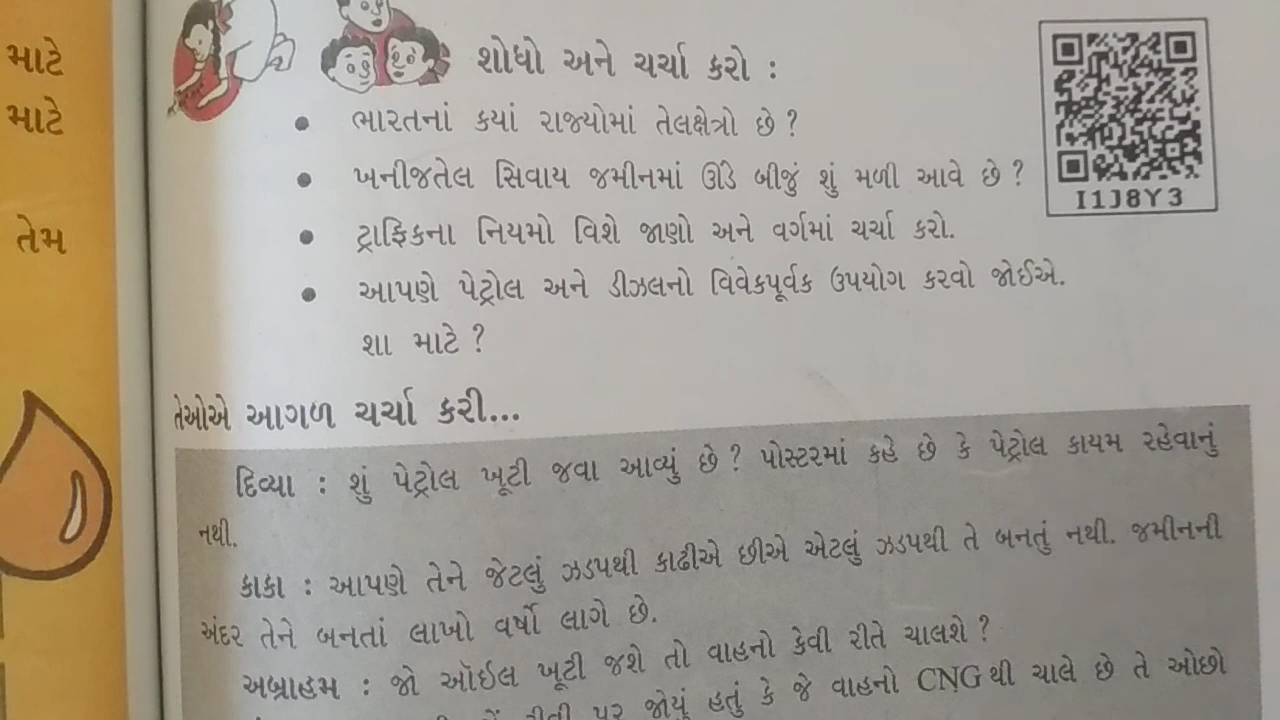 માટે
માટે
તેમ
શોધો અને ચર્ચા કરો :
• ભારતનાં કયાં રાજ્યોમાં તેલક્ષેત્રો છે ?
• ખનીજતેલ સિવાય જમીનમાં ઊંડે બીજું શું મળી આવે છે ?
• ટ્રાફિકના નિયમો વિશે જાણો અને વર્ગમાં ચર્ચા કરો.
• આપણે પેટ્રોલ અને ડીઝલનો વિવેકપૂર્વક ઉપયોગ કરવો જોઈએ.
શા માટે ?
I1J8Y3
તેઓએ આગળ ચર્ચા કરી...
દિવ્યા : શું પેટ્રોલ ખૂટી જવા આવ્યું છે ? પોસ્ટરમાં કહે છે કે પેટ્રોલ કાયમ રહેવાનું
નથી.
કાકા : આપણે તેને જેટલું ઝડપથી કાઢીએ છીએ એટલું ઝડપથી તે બનતું નથી. જમીનની
અંદર તેને બનતાં લાખો વર્ષો લાગે છે.
અબ્રાહમ : જો ઑઇલ ખૂટી જશે તો વાહનો કેવી રીતે ચાલશે ?
પર જોયું હતું કે જે વાહનો CNG થી ચાલે છે તે ઓછો